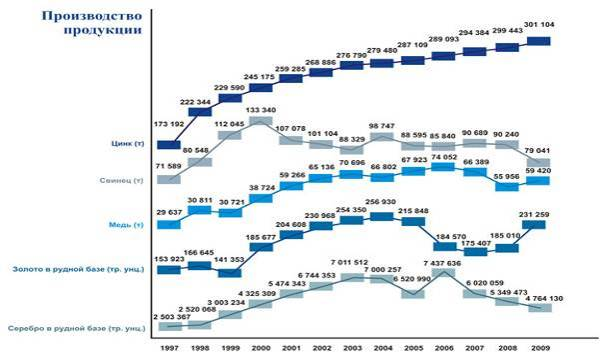 Производство
продукции
173 192 222 344 229 590 245 175 259 285 268 886 276 790 279 480 287 109 289 093 294 384 299 443 301 104
Цинк (т)
71 589 80 548 112 045 133 340 107 078 101 104 88 329 98 747 88 595 85 840 90 689 90 240 79 041
Свинец (т)
29 637 30 811 30 721 38 724 59 266 65 136 70 696 66 802 67 923 74 052 66 389 55 956 59 420
Медь (т)
153 923 166 645 141 353 185 677 204 608 230 968 254 350 256 930 215 848 184 570 175 407 185 010 231 259
Золото в рудной базе (тр. унц.)
2 503 367 2 520 068 3 003 234 4 325 309 5 474 343 6 744 353 7 011 512 7 000 257 6 520 990 7 437 636 6 020 059 5 349 473 4 764 130
Серебро в рудной базе (тр. унц.)
1997 1998 1999 2000 2001 2002 2003 2004 2005 2006 2007 2008 2009